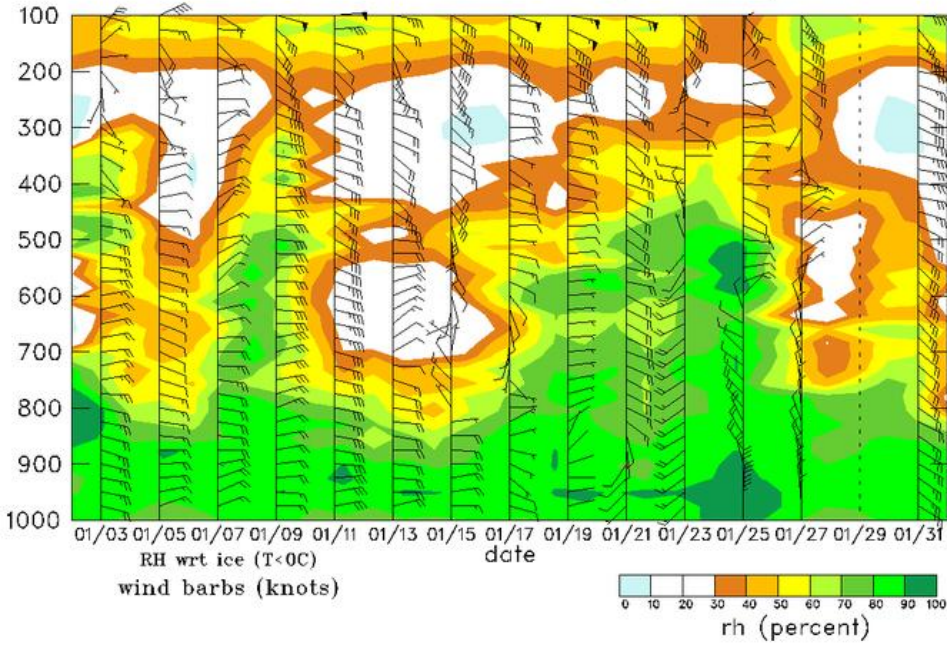 100
200
300
400
500
600
700
800
900
1000
01/03 01/05 01/07 01/09 01/11 01/13 01/15 01/17 01/19 01/21 01/23 01/25 01/27 01/29 01/31
date
RH wrt ice (T<0C)
wind barbs (knots)
0 10 20 30 40 50 60 70 80 90 100
rh (percent)